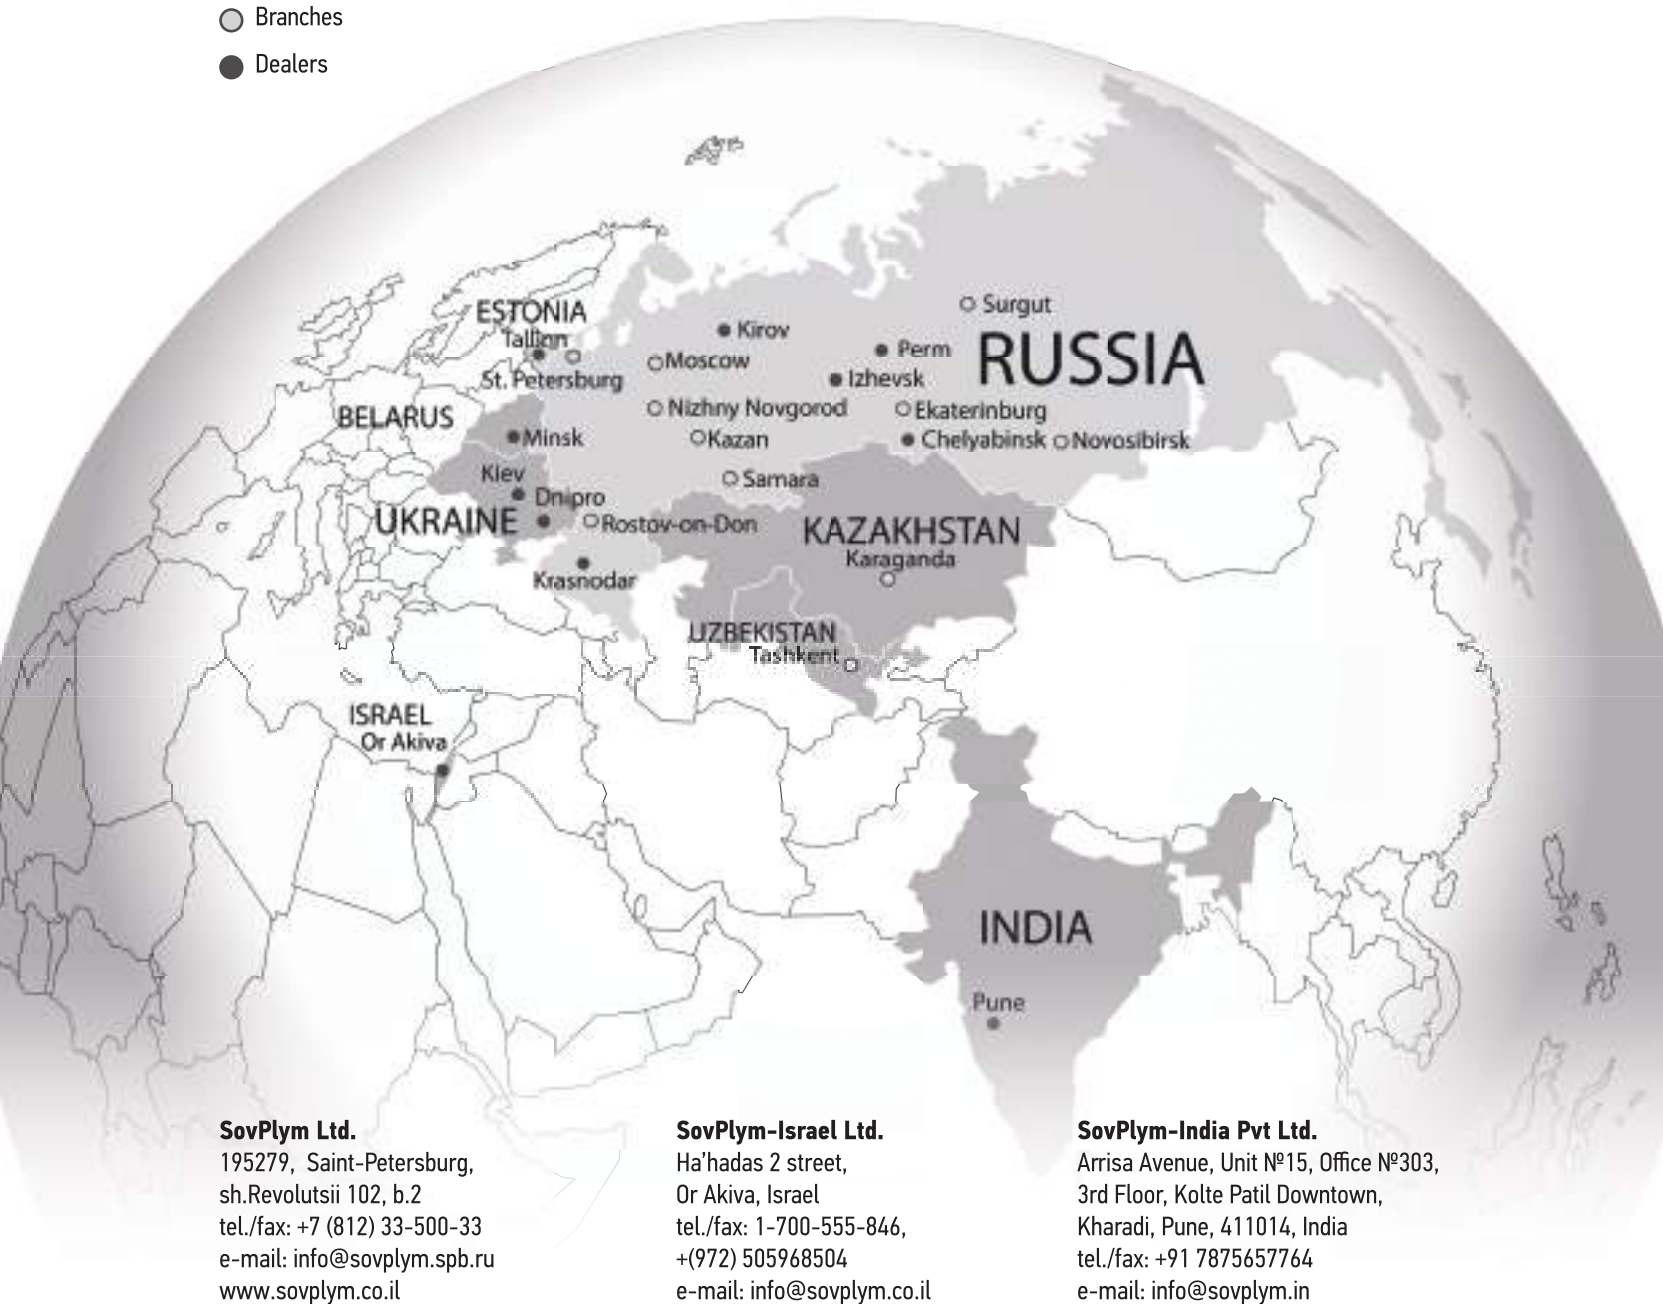 Branches
Dealers
Surgut
ESTONIA
Tallinn
Kirov
RUSSIA
Moscow
Perm
St. Petersburg
Izhevsk
BELARUS
Nizhny Novgorod
Ekaterinburg
Minsk
Kazan
Chelyabinsk
Novosibirsk
Kiev
Samara
Dnipro
UKRAINE
Rostov-on-Don
KAZAKHSTAN
Karaganda
Krasnodar
UZBEKISTAN
Tashkent
ISRAEL
Or Akiva
INDIA
Pune
SovPlym Ltd.
195279, Saint-Petersburg,
sh.Revolutsii 102, b.2
tel./fax: +7 (812) 33-500-33
e-mail: info@sovplym.spb.ru
www.sovplym.co.il
SovPlym-Israel Ltd.
Ha'hadas 2 street,
Or Akiva, Israel
tel./fax: 1-700-555-846,
+(972) 505968504
e-mail: info@sovplym.co.il
SovPlym-India Pvt Ltd.
Arrisa Avenue, Unit №15, Office №303,
3rd Floor, Kolte Patil Downtown,
Kharadi, Pune, 411014, India
tel./fax: +91 7875657764
e-mail: info@sovplym.in